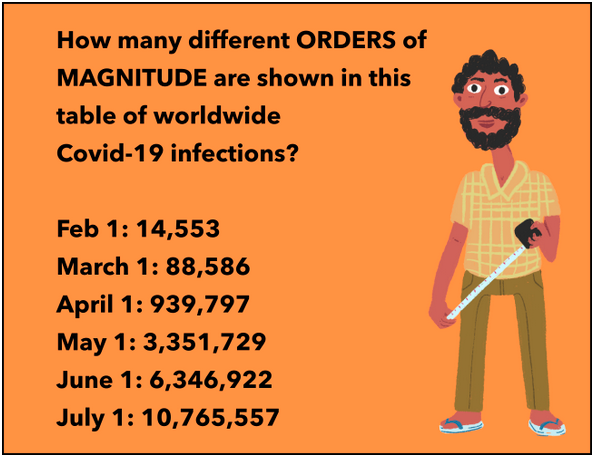 How many different ORDERS of
MAGNITUDE are shown in this
table of worldwide
Covid-19 infections?
Feb 1: 14,553
March 1: 88,586
April 1: 939,797
May 1: 3,351,729
June 1: 6,346,922
July 1: 10,765,557